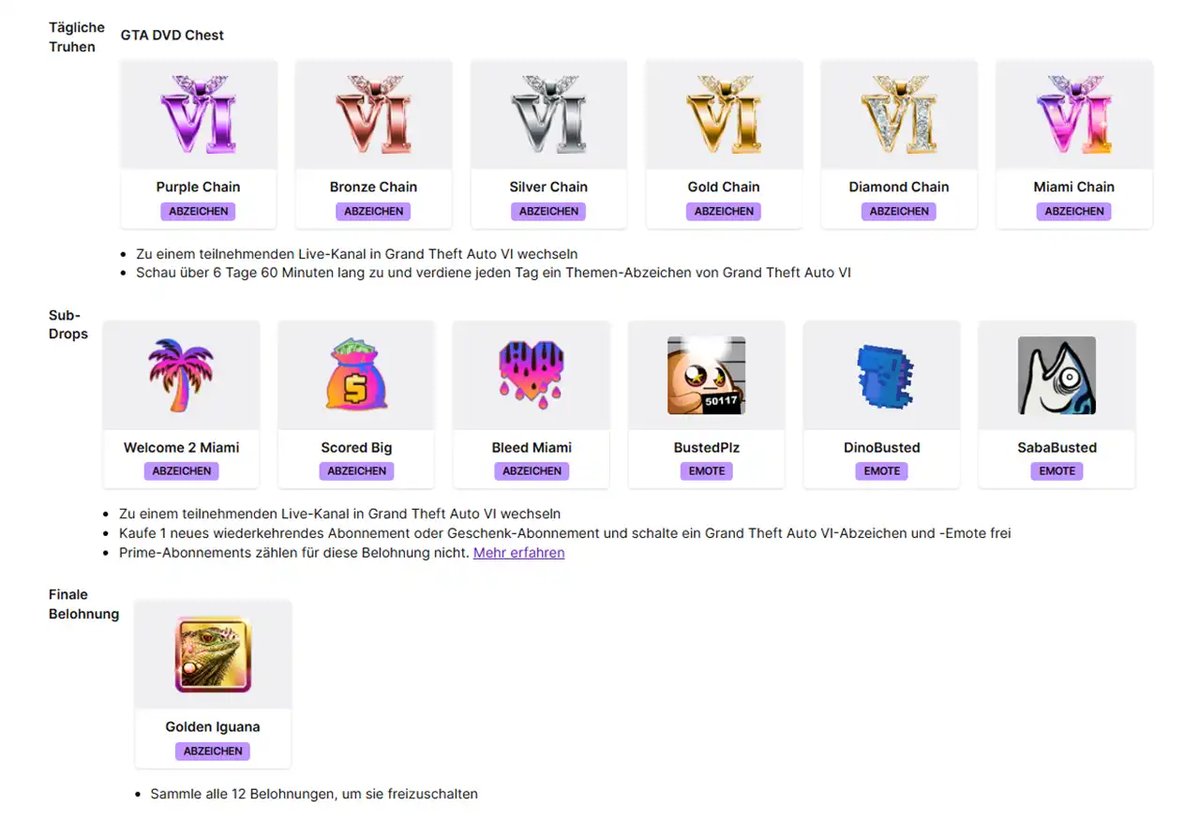 Tägliche
Truhen
GTA DVD Chest
VI VI VI VI VI VI
Purple Chain Bronze Chain Silver Chain Gold Chain Diamond Chain Miami Chain
ABZEICHEN ABZEICHEN ABZEICHEN ABZEICHEN ABZEICHEN ABZEICHEN
• Zu einem teilnehmenden Live-Kanal in Grand Theft Auto VI wechseln
• Schau über 6 Tage 60 Minuten lang zu und verdiene jeden Tag ein Themen-Abzeichen von Grand Theft Auto VI
Sub-
Drops
$ 50117
Welcome 2 Miami Scored Big Bleed Miami BustedPlz DinoBusted SabaBusted
ABZEICHEN ABZEICHEN ABZEICHEN EMOTE EMOTE EMOTE
• Zu einem teilnehmenden Live-Kanal in Grand Theft Auto VI wechseln
• Kaufe 1 neues wiederkehrendes Abonnement oder Geschenk-Abonnement und schalte ein Grand Theft Auto VI-Abzeichen und -Emote frei
• Prime-Abonnements zählen für diese Belohnung nicht. Mehr erfahren
Finale
Belohnung
Golden Iguana
ABZEICHEN
• Sammle alle 12 Belohnungen, um sie freizuschalten